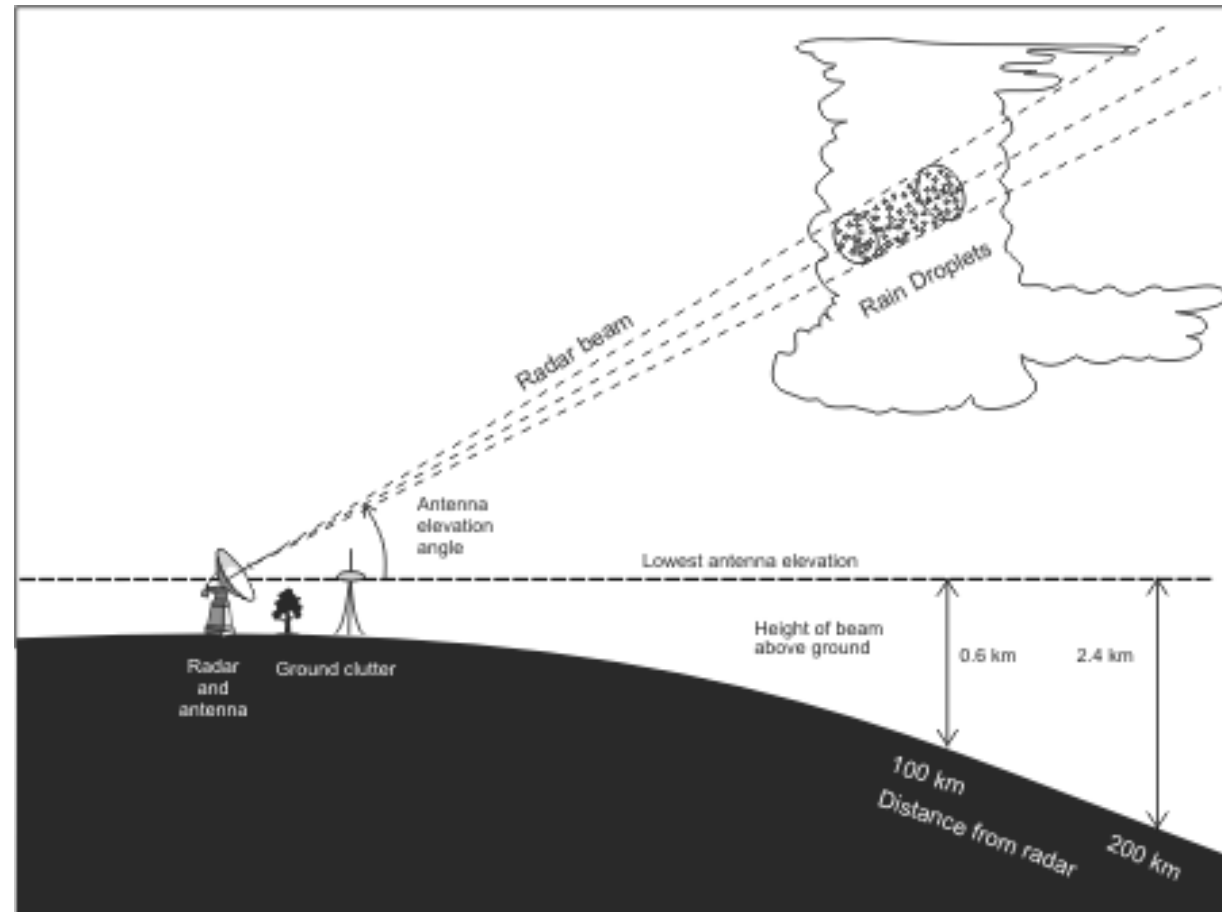 Rain Droplets
Radar beam
Antenna
elevation
angle
Lowest antenna elevation
Height of beam
above ground
0.6 km
2.4 km
Radar
and
antenna
Ground clutter
100 km
Distance from radar
200 km